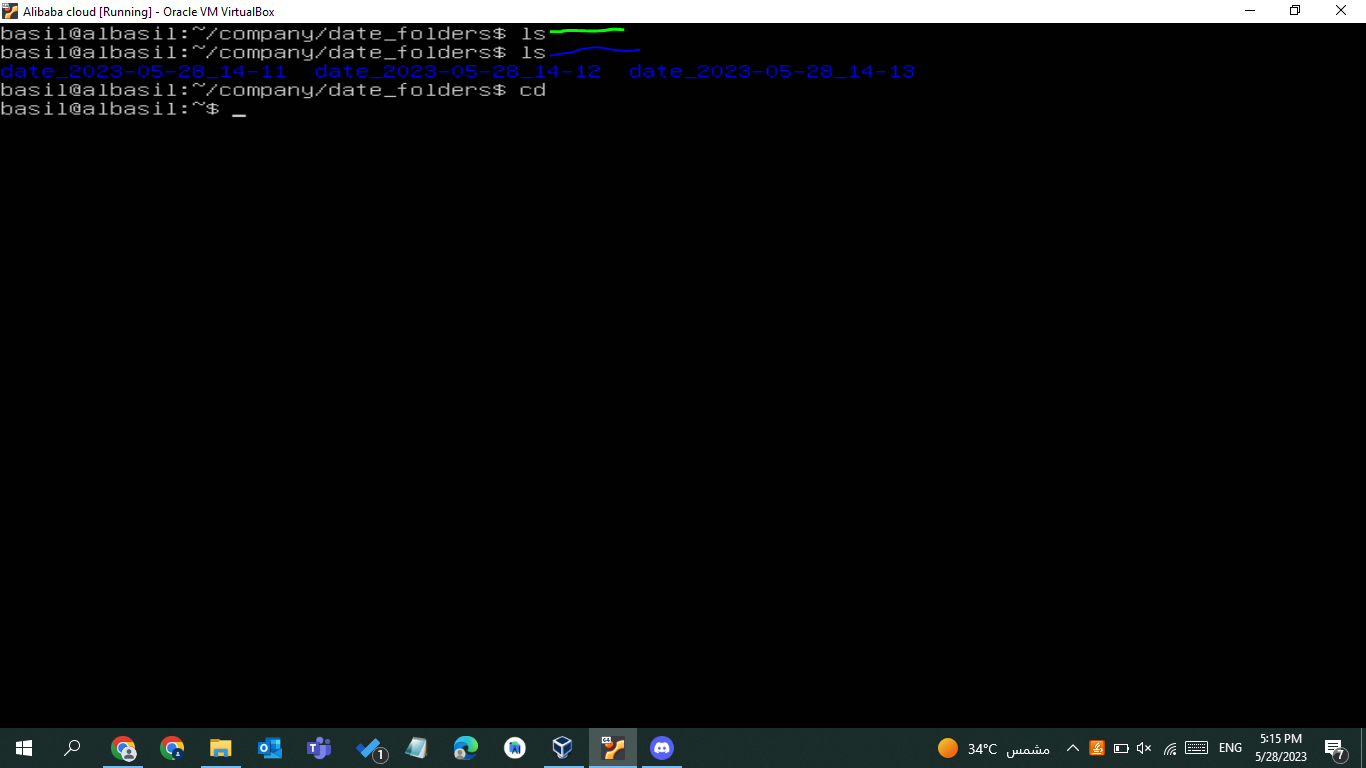 Alibaba cloud [Running] - Oracle VM VirtualBox
basil@albasil:~/company/date_folders$ ls
basil@albasil:~/company/date_folders$ ls
date_2023-05-28_14-11 date_2023-05-28_14-12 date_2023-05-28_14-13
basil@albasil:~/company/date_folders$ cd
basil@albasil:~$ _
34°C مشمس ENG 5:15 PM
5/28/2023 7
1